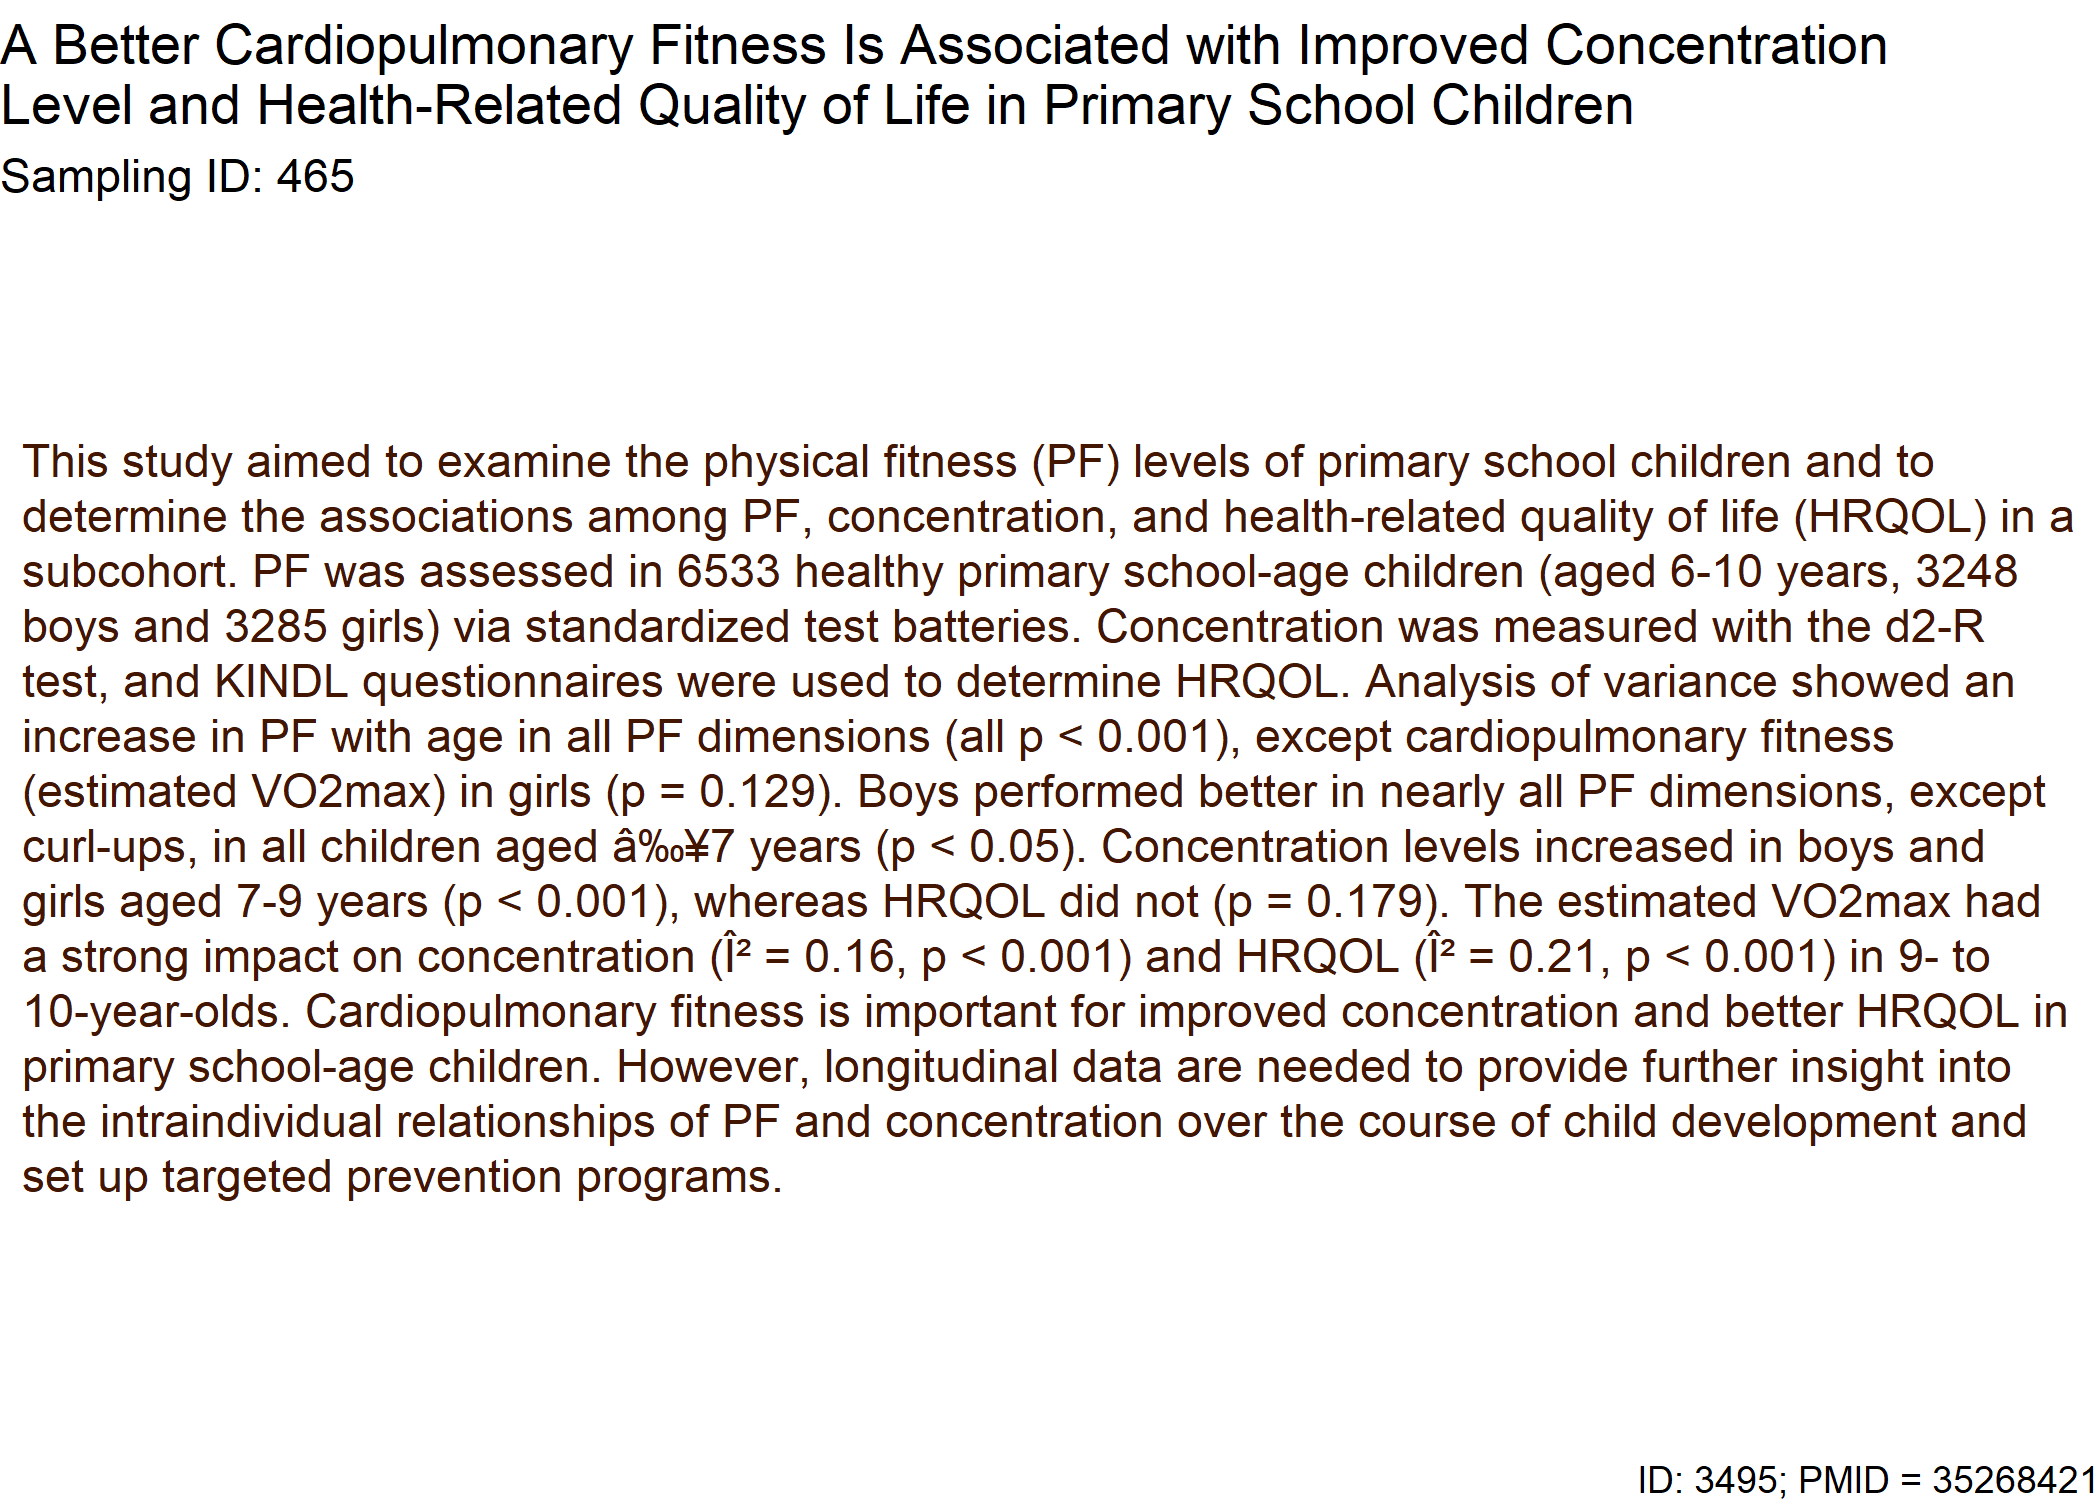 A Better Cardiopulmonary Fitness Is Associated with Improved Concentration
Level and Health-Related Quality of Life in Primary School Children
Sampling ID: 465
This study aimed to examine the physical fitness (PF) levels of primary school children and to
determine the associations among PF, concentration, and health-related quality of life (HRQOL) in a
subcohort. PF was assessed in 6533 healthy primary school-age children (aged 6-10 years, 3248
boys and 3285 girls) via standardized test batteries. Concentration was measured with the d2-R
test, and KINDL questionnaires were used to determine HRQOL. Analysis of variance showed an
increase in PF with age in all PF dimensions (all p < 0.001), except cardiopulmonary fitness
(estimated VO2max) in girls (p = 0.129). Boys performed better in nearly all PF dimensions, except
curl-ups, in all children aged â‰¥7 years (p < 0.05). Concentration levels increased in boys and
girls aged 7-9 years (p < 0.001), whereas HRQOL did not (p = 0.179). The estimated VO2max had
a strong impact on concentration (Î² = 0.16, p < 0.001) and HRQOL (Î² = 0.21, p < 0.001) in 9- to
10-year-olds. Cardiopulmonary fitness is important for improved concentration and better HRQOL in
primary school-age children. However, longitudinal data are needed to provide further insight into
the intraindividual relationships of PF and concentration over the course of child development and
set up targeted prevention programs.
ID: 3495; PMID = 35268421